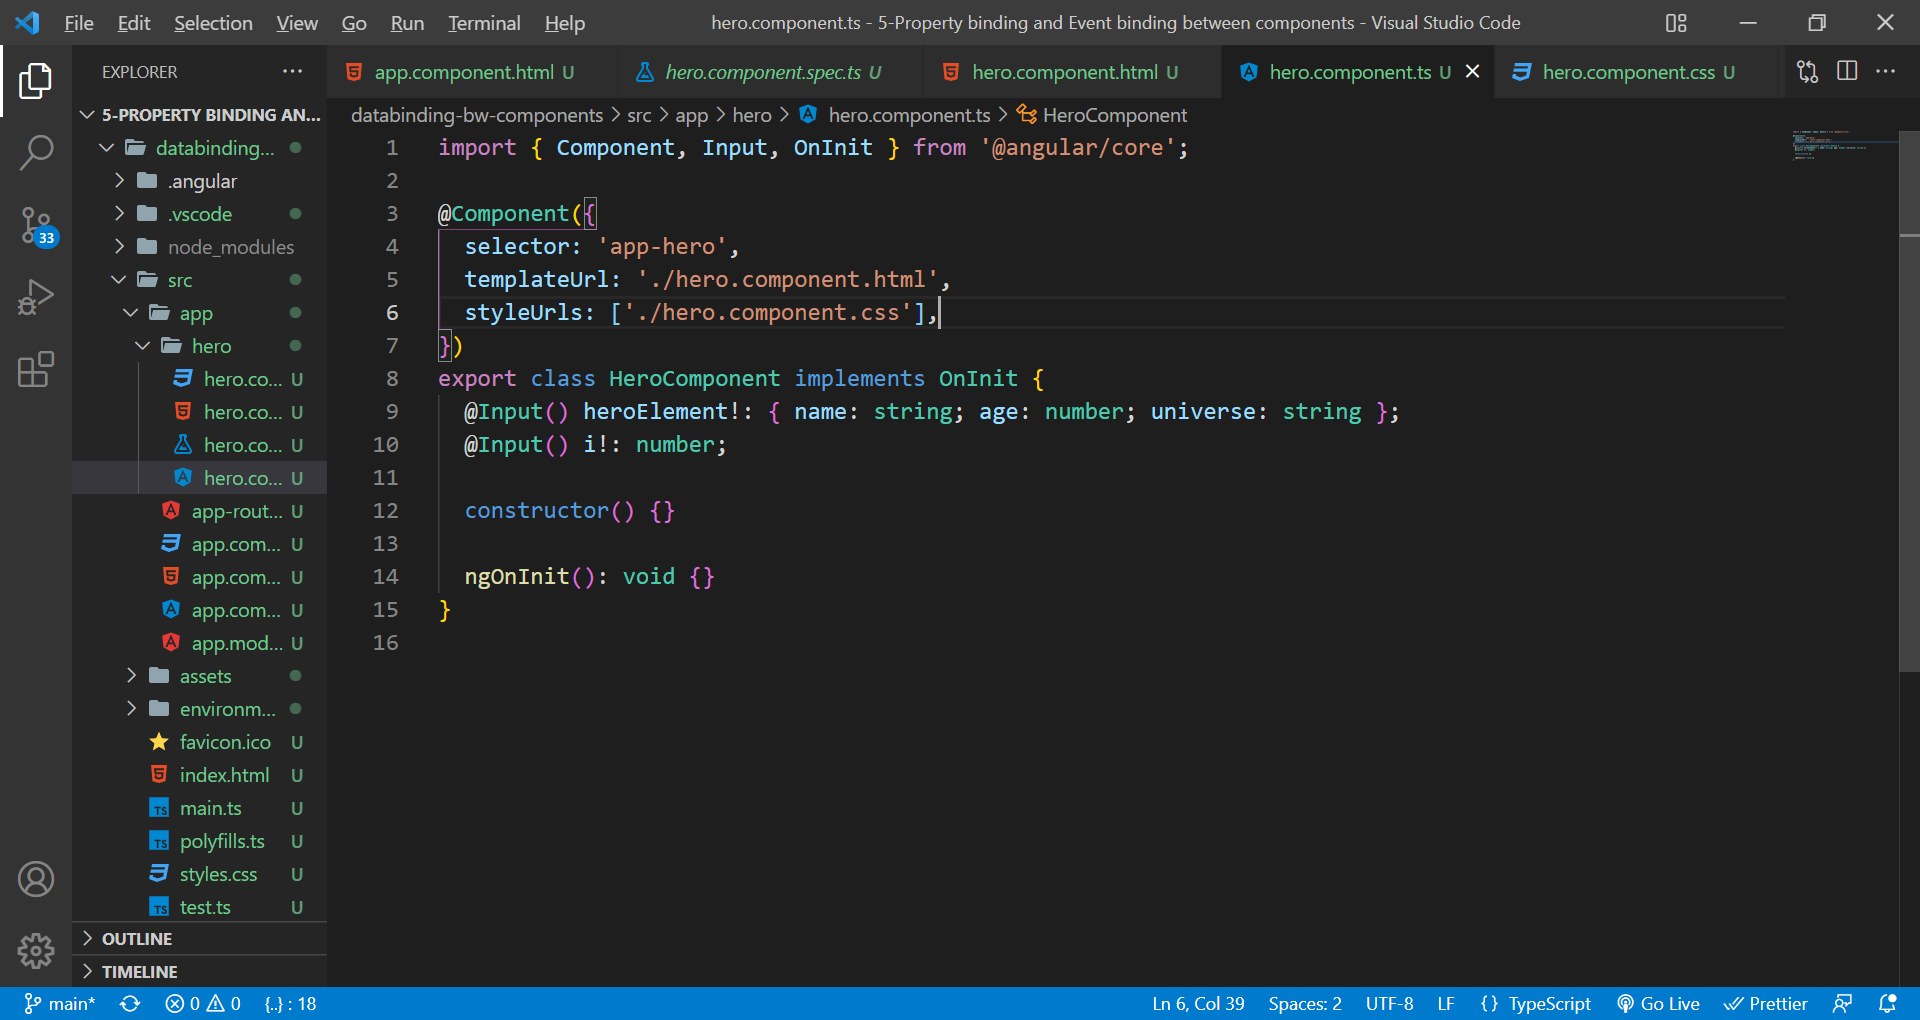 File Edit Selection View Go Run Terminal Help hero.component.ts - 5-Property binding and Event binding between components - Visual Studio Code
EXPLORER ...
app.component.html U hero.component.spec.ts U hero.component.html U hero.component.ts U hero.component.css U
5-PROPERTY BINDING AN...
databinding...
.angular
.vscode
node_modules
src
app
hero
hero.co... U
hero.co... U
hero.co... U
hero.co... U
app-rout... U
app.com... U
app.com... U
app.com... U
app.mod... U
assets
environm...
favicon.ico U
index.html U
TS main.ts U
TS polyfills.ts U
styles.css U
TS test.ts U
OUTLINE
TIMELINE
33
databinding-bw-components > src > app > hero > hero.component.ts > HeroComponent
1 import { Component, Input, OnInit } from '@angular/core';
2
3 @Component({
4 selector: 'app-hero',
5 templateUrl: './hero.component.html',
6 styleUrls: ['./hero.component.css'],
7 })
8 export class HeroComponent implements OnInit {
9 @Input() heroElement!: { name: string; age: number; universe: string };
10 @Input() i!: number;
11
12 constructor() {}
13
14 ngOnInit(): void {}
15 }
16
main* 0 0 {..} : 18 Ln 6, Col 39 Spaces: 2 UTF-8 LF {} TypeScript Go Live Prettier